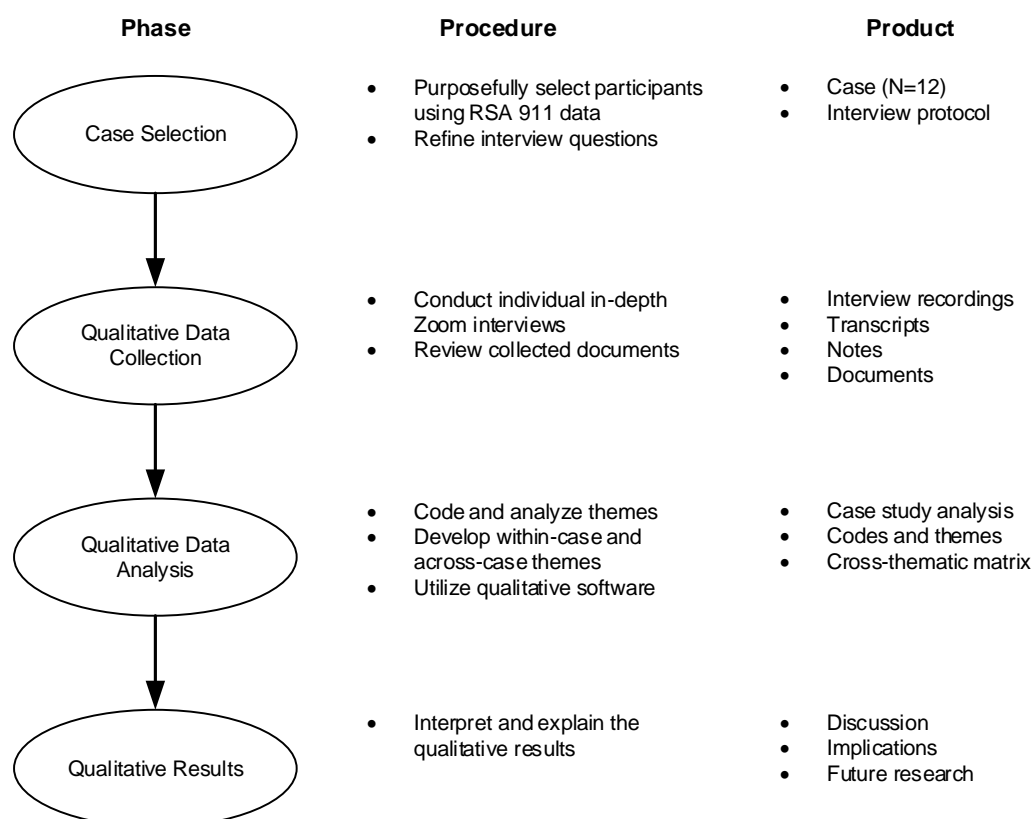 Phase Procedure Product
Case Selection
• Purposefully select participants
using RSA 911 data
• Refine interview questions
• Case (N=12)
• Interview protocol
Qualitative Data
Collection
• Conduct individual in-depth
Zoom interviews
• Review collected documents
• Interview recordings
• Transcripts
• Notes
• Documents
Qualitative Data
Analysis
• Code and analyze themes
• Develop within-case and
across-case themes
• Utilize qualitative software
• Case study analysis
• Codes and themes
• Cross-thematic matrix
Qualitative Results
• Interpret and explain the
qualitative results
• Discussion
• Implications
• Future research